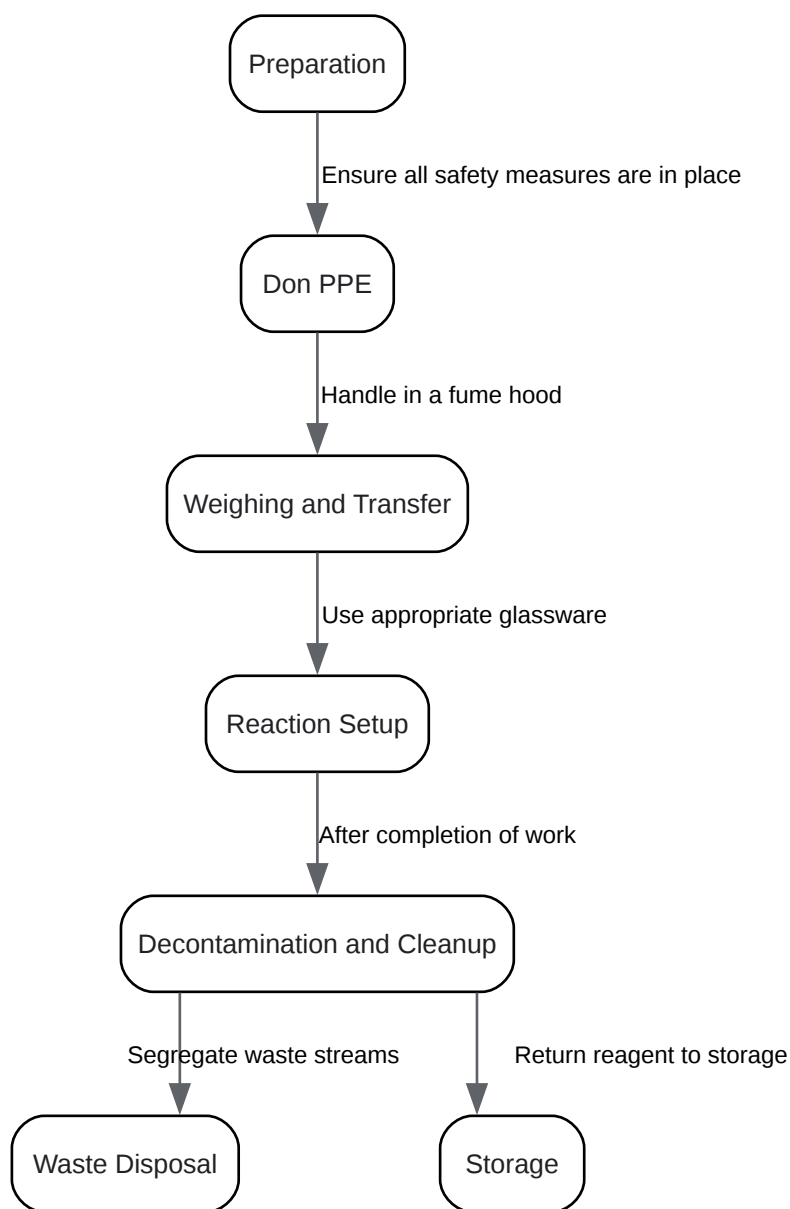 Preparation
Ensure all safety measures are in place
Don PPE
Handle in a fume hood
Weighing and Transfer
Use appropriate glassware
Reaction Setup
After completion of work
Decontamination and Cleanup
Segregate waste streams
Return reagent to storage
Waste Disposal
Storage